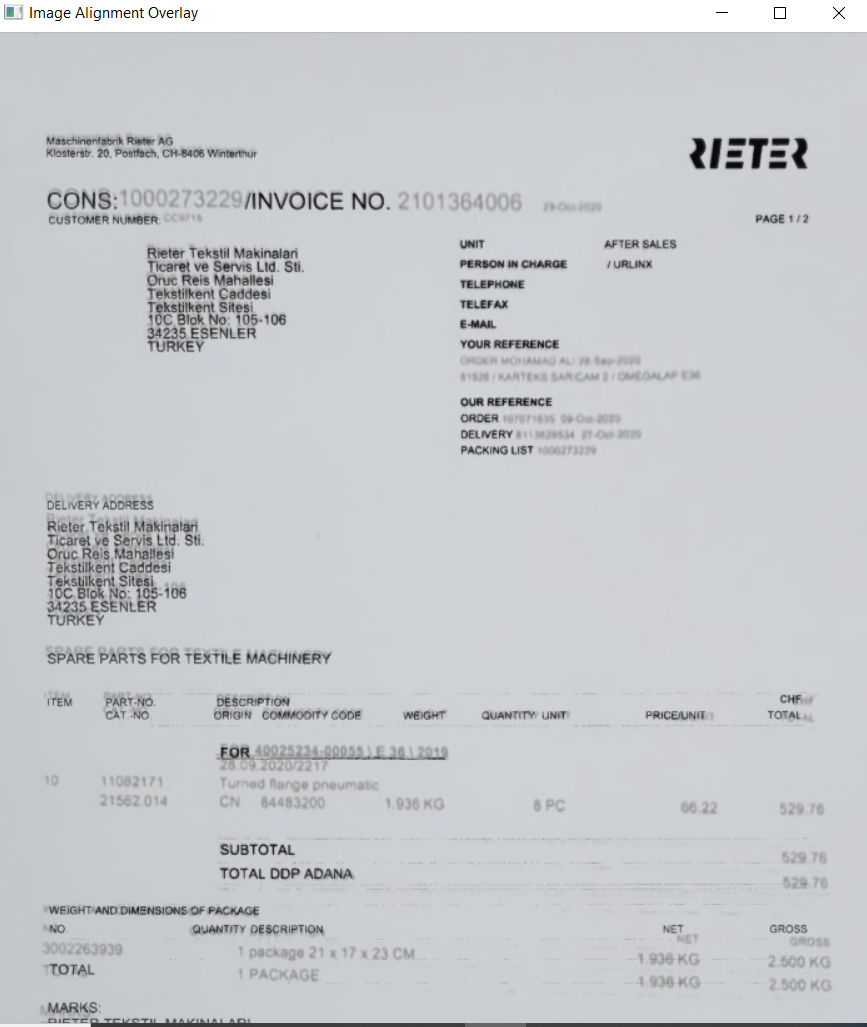 Image Alignment Overlay
Maschinenfabrik Rieter AG
Klosterstr. 20, Postfach, CH-8406 Winterthur
RIETER
CONS:1000273229/INVOICE NO. 2101364006 29-Oct-2020
CUSTOMER NUMBER: CC9715
PAGE 1 / 2
Rieter Tekstil Makinalari
Ticaret ve Servis Ltd. Sti.
Oruc Reis Mahallesi
Tekstilkent Caddesi
Tekstilkent Sitesi
10C Blok No: 105-106
34235 ESENLER
TURKEY
UNIT AFTER SALES
PERSON IN CHARGE / URLINX
TELEPHONE
TELEFAX
E-MAIL
YOUR REFERENCE
ORDER MOHAMAD ALI 28-Sep-2020
51526 / KARTEKS SARICAM 2 / OMEGALAP E36
OUR REFERENCE
ORDER 107071835 09-Oct-2020
DELIVERY 8113628534 27-Oct-2020
PACKING LIST 1000273229
DELIVERY ADDRESS
Rieter Tekstil Makinalari
Ticaret ve Servis Ltd. Sti.
Oruc Reis Mahallesi
Tekstilkent Caddesi
Tekstilkent Sitesi
10C Blok No: 105-106
34235 ESENLER
TURKEY
SPARE PARTS FOR TEXTILE MACHINERY
CHF
ITEM PART-NO. DESCRIPTION
CAT -NO. ORIGIN COMMODITY CODE WEIGHT QUANTITY UNIT PRICE/UNIT TOTAL
FOR 40025234-00055 \ E 36 \ 2019
28.09.2020/2217
10 11082171 Turned flange pneumatic
21562.014 CN 84483200 1.936 KG 8 PC 66.22 529.76
SUBTOTAL 529.76
TOTAL DDP ADANA 529.76
WEIGHT AND DIMENSIONS OF PACKAGE
NO QUANTITY DESCRIPTION NET GROSS
3002263939 1 package 21 x 17 x 23 CM 1.936 KG 2.500 KG
TOTAL 1 PACKAGE 1.936 KG 2.500 KG
MARKS:
RIETER TEKSTIL MAKINALARI